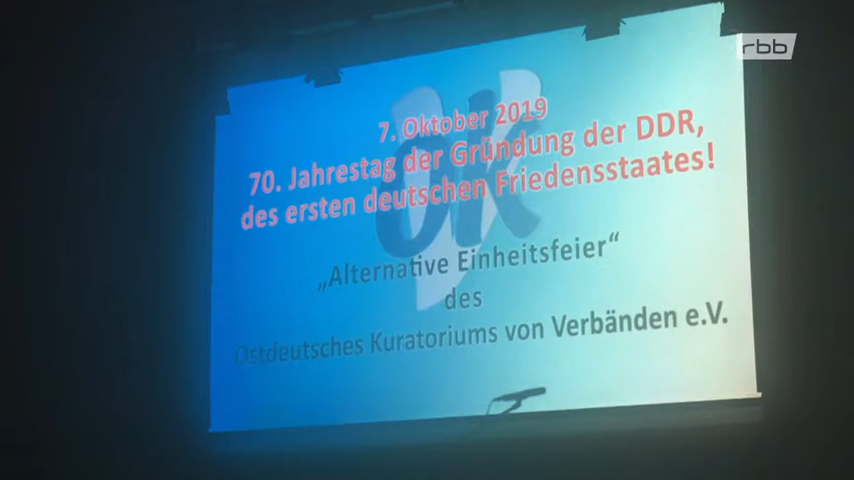 rbb
7. Oktober 2019
70. Jahrestag der Gründung der DDR,
des ersten deutschen Friedensstaates!
OK
„Alternative Einheitsfeier“
des
Ostdeutsches Kuratoriums von Verbänden e.V.